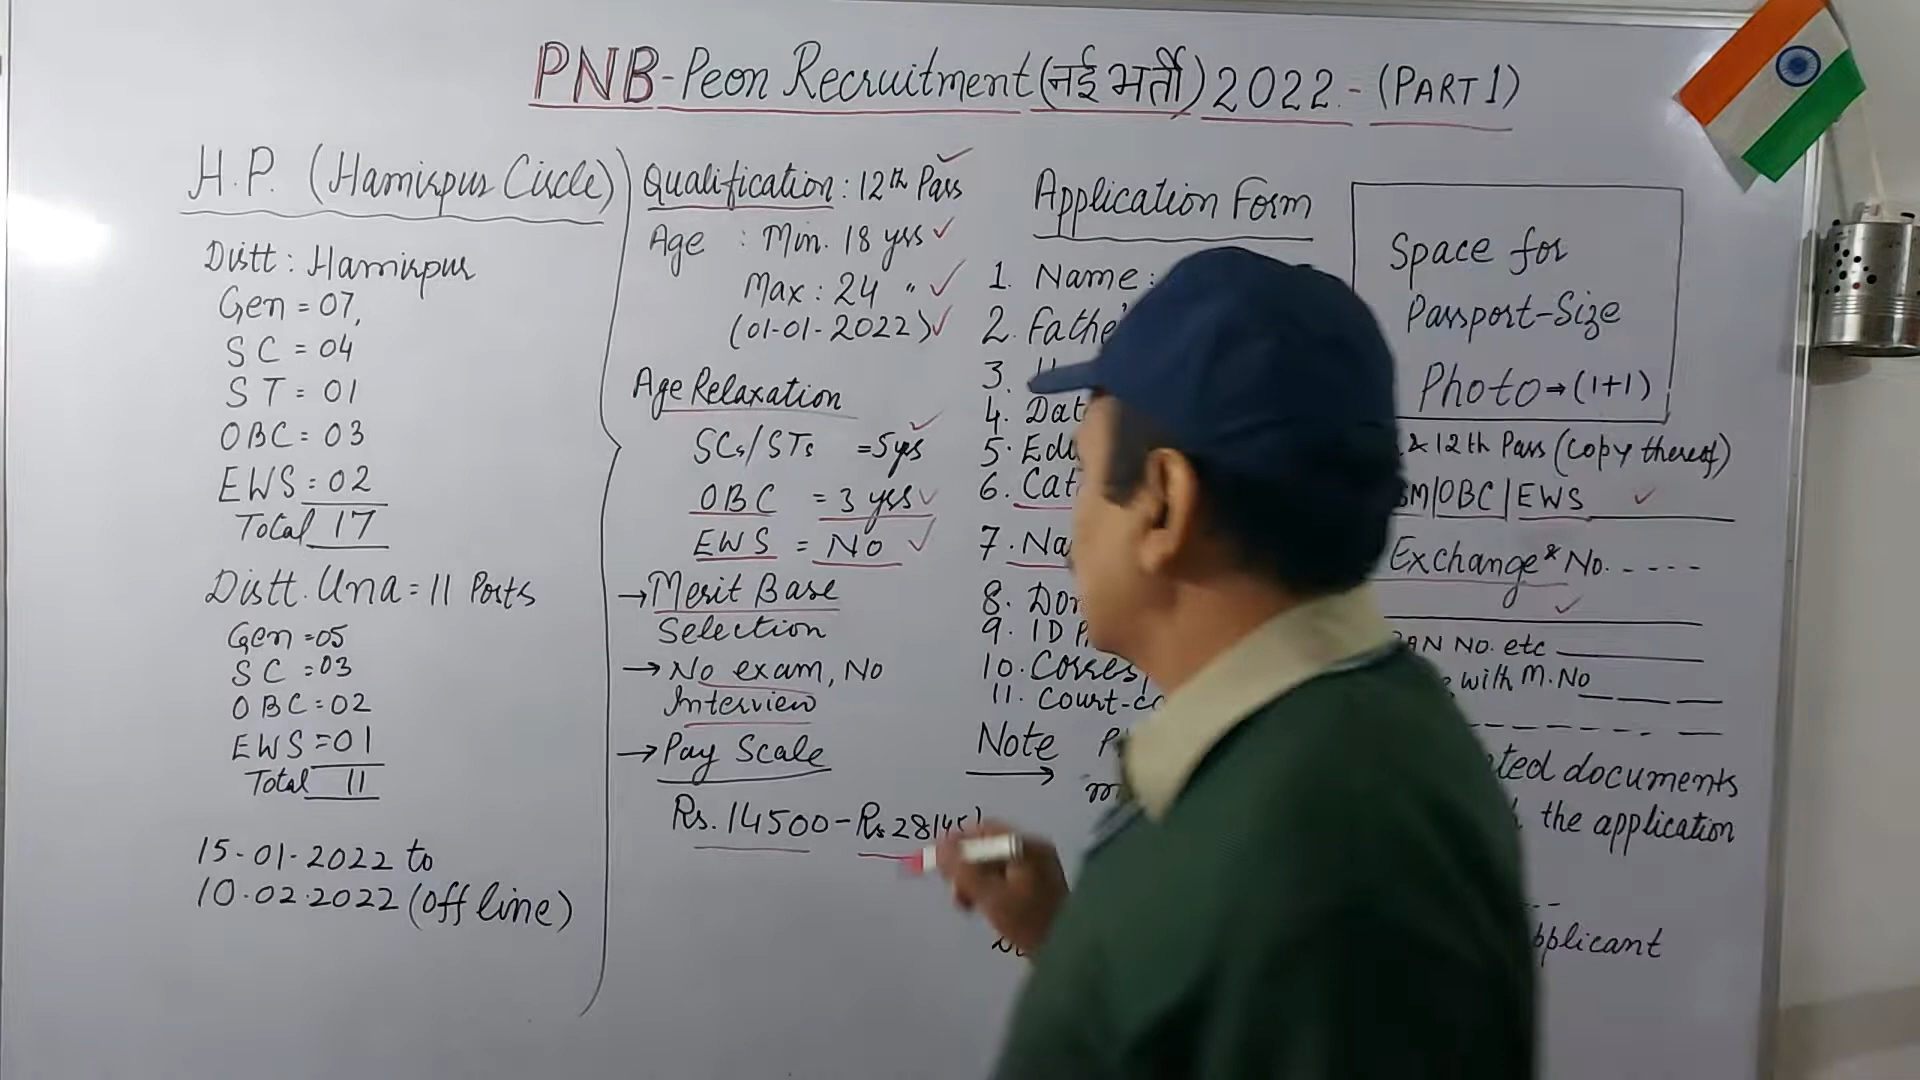 PNB-Peon Recruitment (नई भर्ती) 2022 - (PART 1)
H.P. (Hamirpur Circle)
Distt : Hamirpur
Gen = 07,
SC = 04
ST = 01
OBC = 03
EWS = 02
Total 17
Distt. Una = 11 Posts
Gen = 05
SC = 03
OBC = 02
EWS = 01
Total 11
15-01-2022 to
10.02.2022 (Off line)
Qualification : 12th Pass
Age : Min. 18 yrs
Max : 24 "
(01-01-2022)
Age Relaxation
SCs/STs = 5 yrs
OBC = 3 yrs
EWS = No
→ Merit Base
Selection
→ No exam, No
Interview
→ Pay Scale
Rs. 14500 - Rs 28145
Application Form
1. Name :
2. Fathe
3.
4. Dat
5. Edu
6. Cat
7. Na
8. Dom
9. ID P
10. Corresp
11. Court-ca
Note
Space for
Passport-Size
Photo → (1+1)
& 12th Pass (copy thereof)
SM|OBC|EWS
Exchange & No. - - - -
PAN No. etc
with M. No
ted documents
the application
pplicant